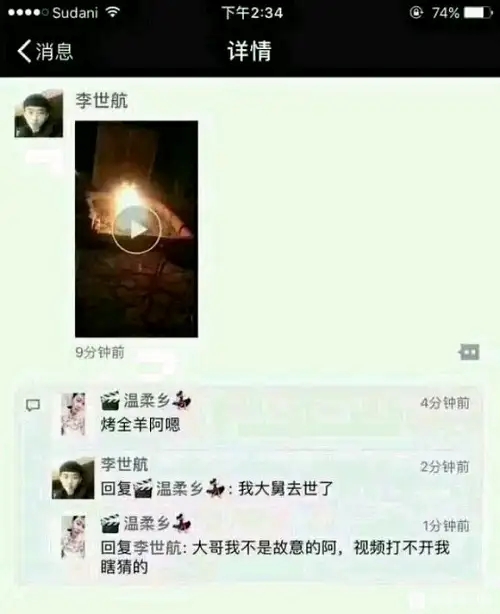 Sudani
下午2:34
74%
消息
详情
李世航
9分钟前
温柔乡
4分钟前
烤全羊阿嗯
李世航
2分钟前
回复温柔乡: 我大舅去世了
温柔乡
1分钟前
回复李世航: 大哥我不是故意的阿，视频打不开我
瞎猜的